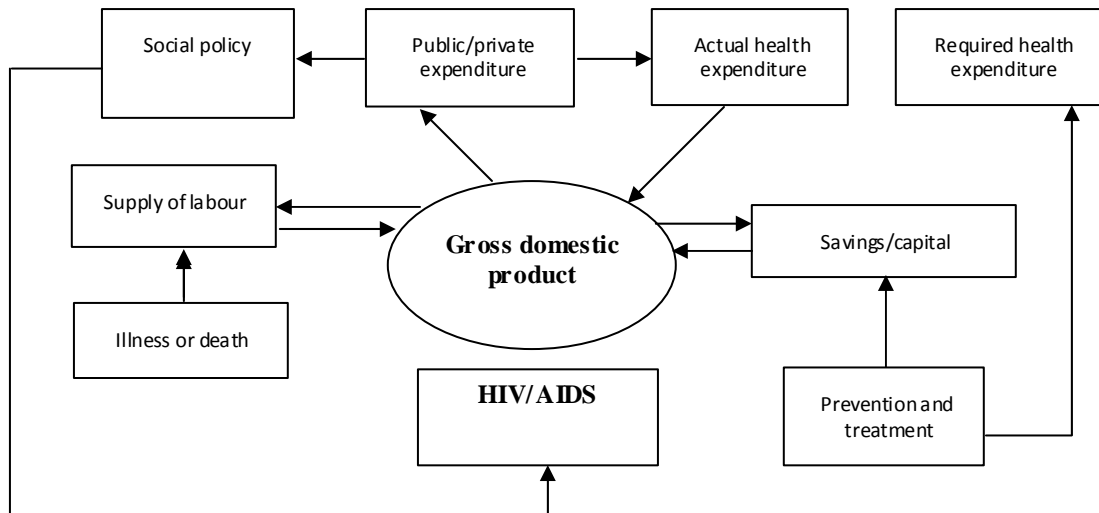 Social policy
Public/private
expenditure
Actual health
expenditure
Required health
expenditure
Supply of labour
Gross domestic
product
Savings/capital
Illness or death
HIV/AIDS
Prevention and
treatment